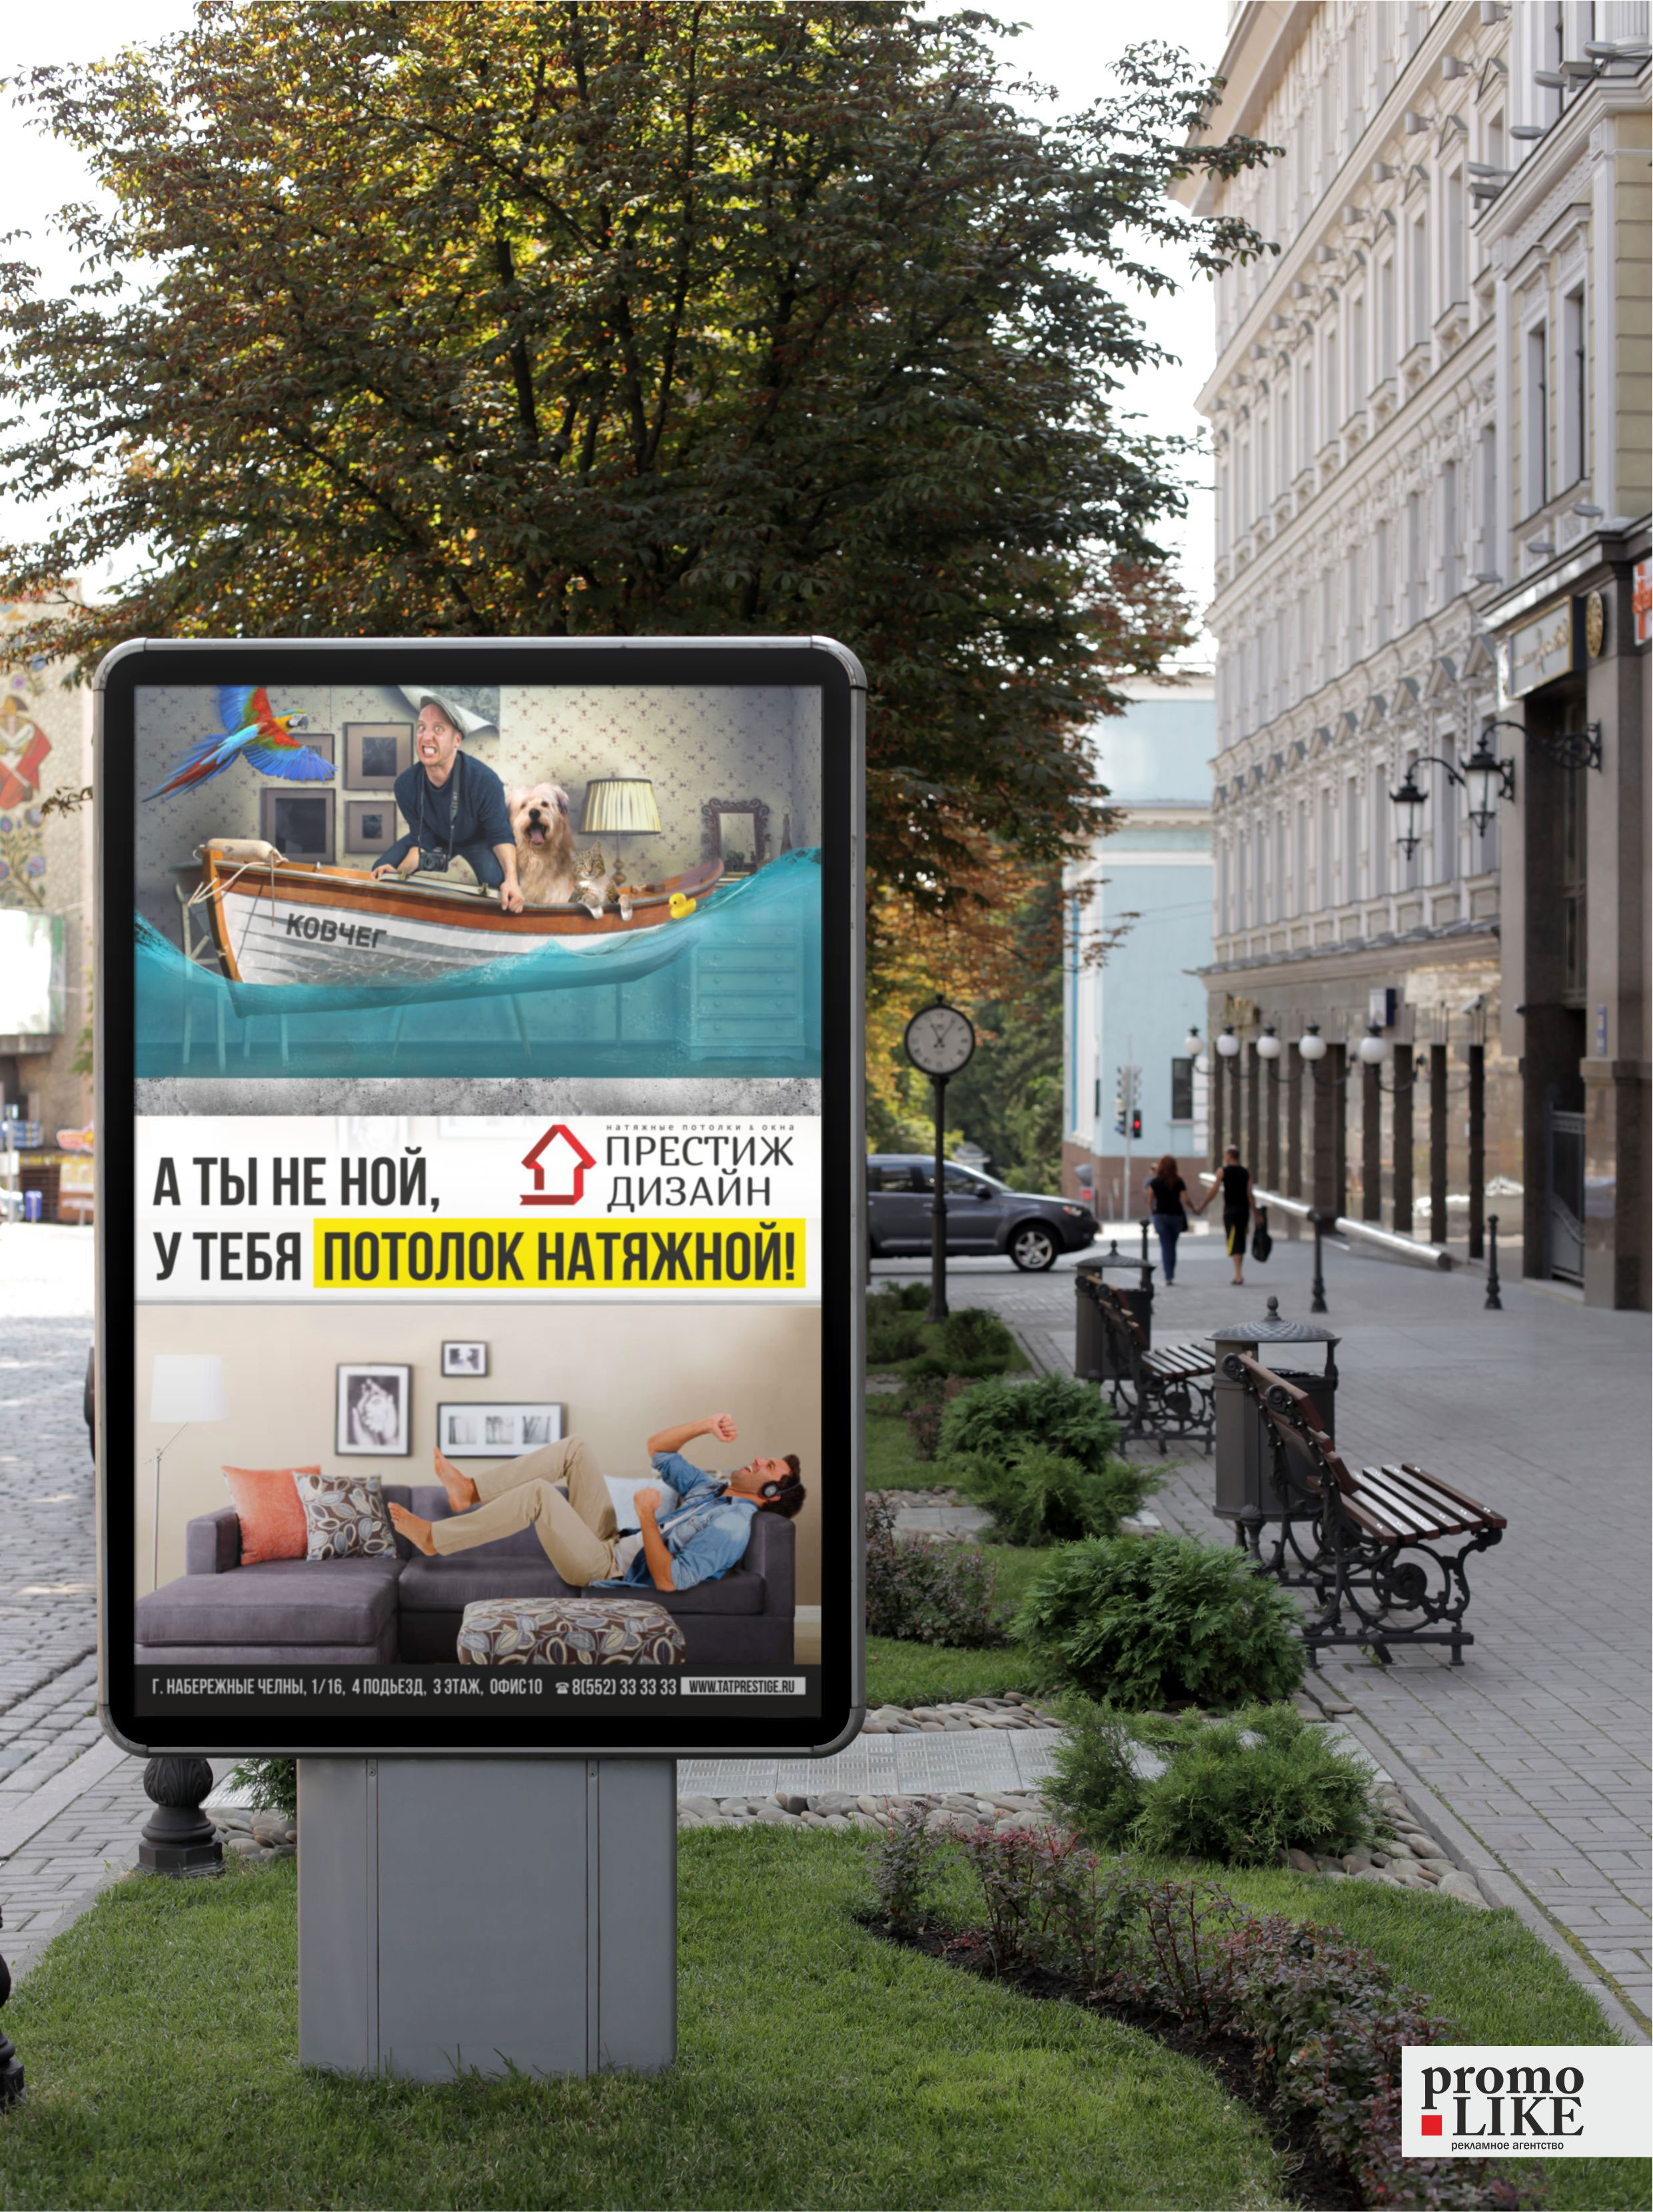 КОВЧЕГ
натяжные потолки & окна
ПРЕСТИЖ
ДИЗАЙН
А ТЫ НЕ НОЙ,
У ТЕБЯ ПОТОЛОК НАТЯЖНОЙ!
Г. НАБЕРЕЖНЫЕ ЧЕЛНЫ, 1/16, 4 ПОДЬЕЗД, 3 ЭТАЖ, ОФИС10 ☎ 8(552) 33 33 33 WWW.TATPRESTIGE.RU
promo
LIKE
рекламное агентство